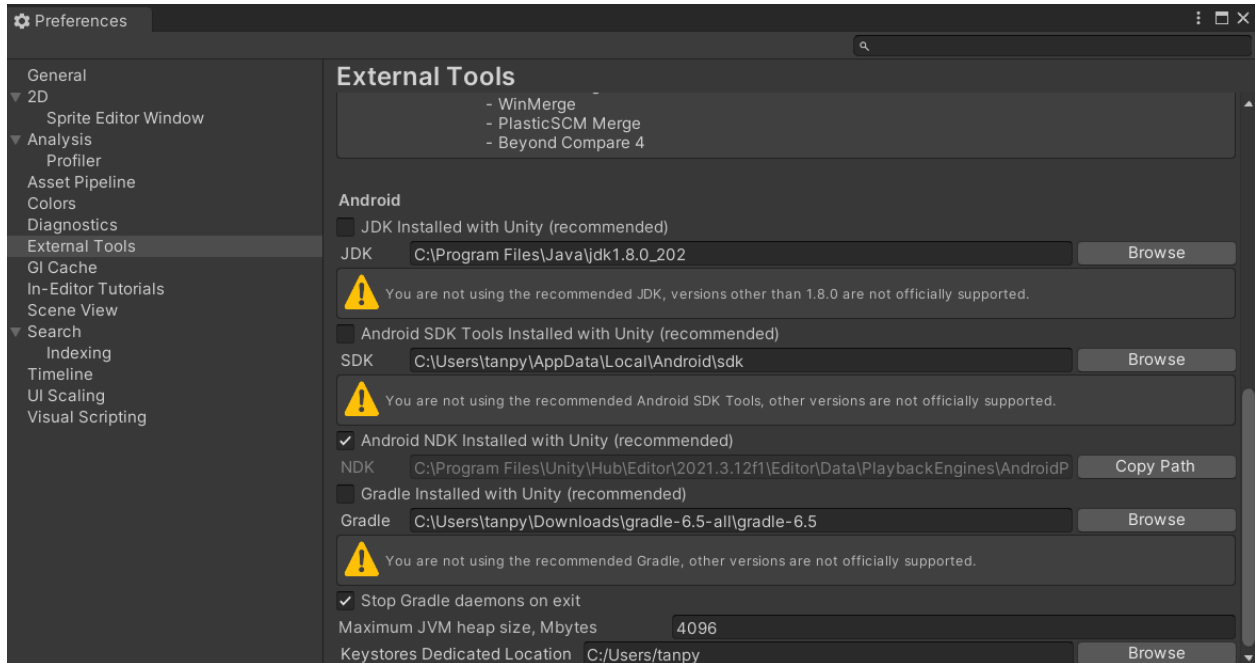 Preferences
General
2D
Sprite Editor Window
Analysis
Profiler
Asset Pipeline
Colors
Diagnostics
External Tools
GI Cache
In-Editor Tutorials
Scene View
Search
Indexing
Timeline
UI Scaling
Visual Scripting
External Tools
- WinMerge
- PlasticSCM Merge
- Beyond Compare 4
Android
JDK Installed with Unity (recommended)
JDK C:\Program Files\Java\jdk1.8.0_202 Browse
You are not using the recommended JDK, versions other than 1.8.0 are not officially supported.
Android SDK Tools Installed with Unity (recommended)
SDK C:\Users\tanpy\AppData\Local\Android\sdk Browse
You are not using the recommended Android SDK Tools, other versions are not officially supported.
Android NDK Installed with Unity (recommended)
NDK C:\Program Files\Unity\Hub\Editor\2021.3.12f1\Editor\Data\PlaybackEngines\AndroidP Copy Path
Gradle Installed with Unity (recommended)
Gradle C:\Users\tanpy\Downloads\gradle-6.5-all\gradle-6.5 Browse
You are not using the recommended Gradle, other versions are not officially supported.
Stop Gradle daemons on exit
Maximum JVM heap size, Mbytes 4096
Keystores Dedicated Location C:/Users/tanpy Browse